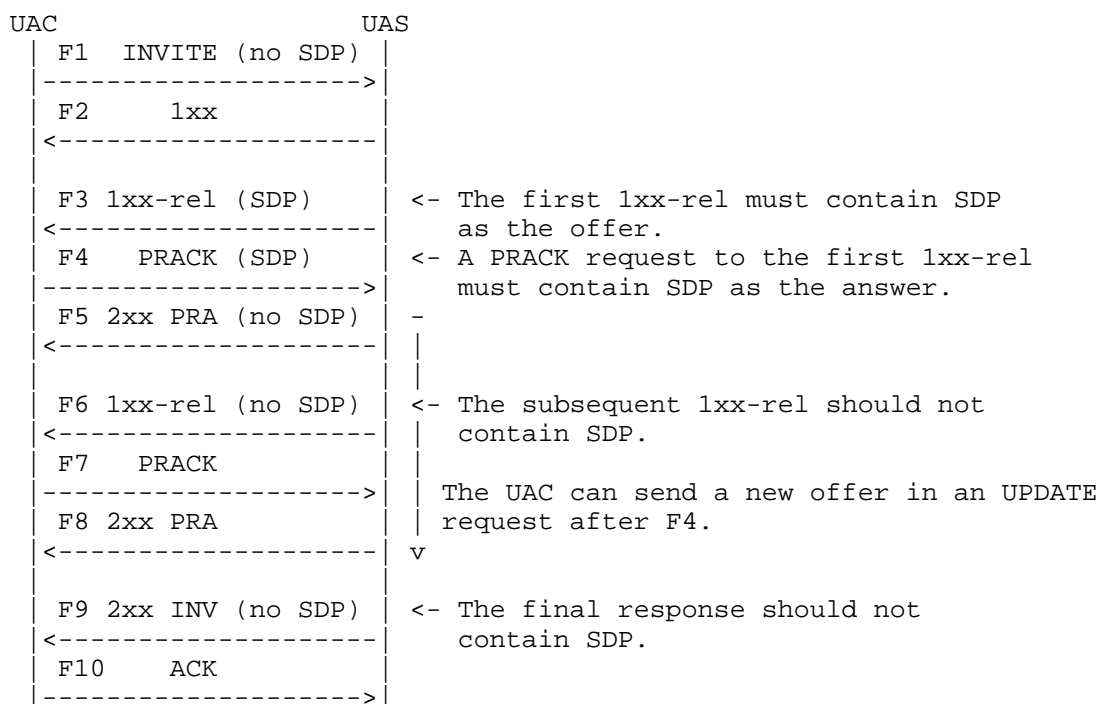 UAC UAS
F1 INVITE (no SDP)
F2 1xx
F3 1xx-rel (SDP) <- The first 1xx-rel must contain SDP
as the offer.
F4 PRACK (SDP) <- A PRACK request to the first 1xx-rel
must contain SDP as the answer.
F5 2xx PRA (no SDP)
F6 1xx-rel (no SDP) <- The subsequent 1xx-rel should not
contain SDP.
F7 PRACK
The UAC can send a new offer in an UPDATE
F8 2xx PRA request after F4.
v
F9 2xx INV (no SDP) <- The final response should not
contain SDP.
F10 ACK